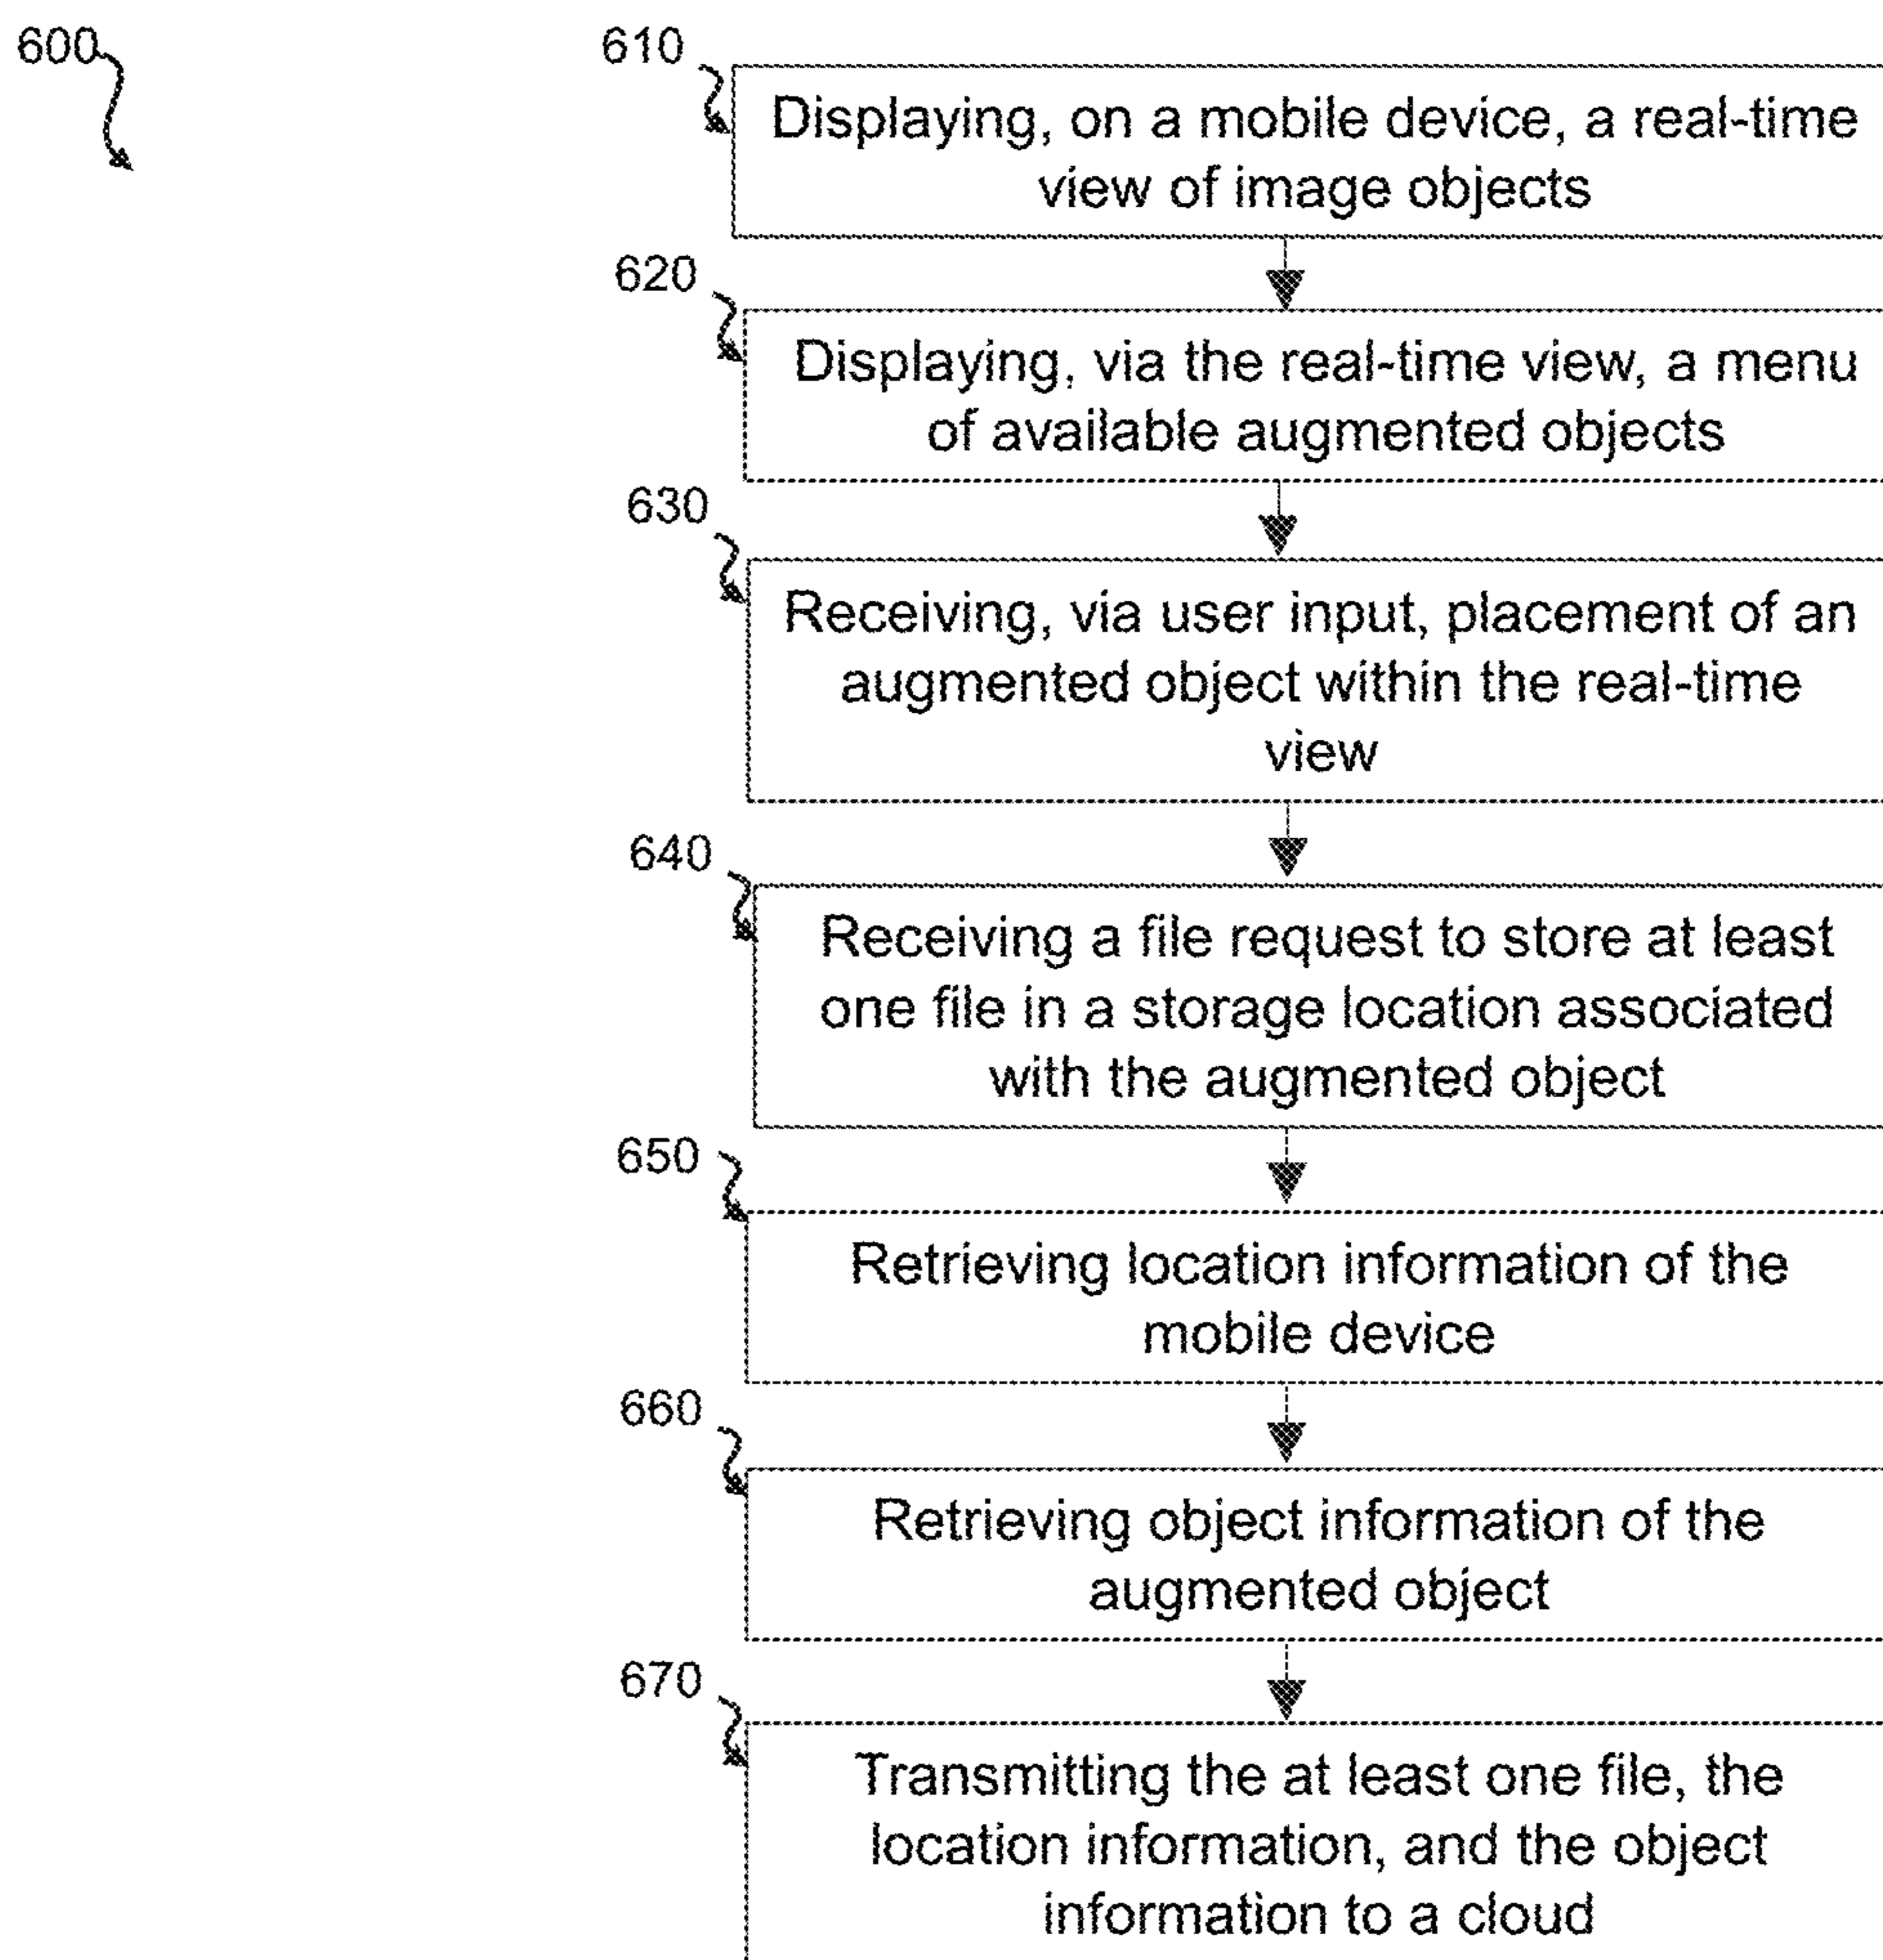 600
610
Displaying, on a mobile device, a real-time
view of image objects
620
Displaying, via the real-time view, a menu
of available augmented objects
630
Receiving, via user input, placement of an
augmented object within the real-time
view
640
Receiving a file request to store at least
one file in a storage location associated
with the augmented object
650
Retrieving location information of the
mobile device
660
Retrieving object information of the
augmented object
670
Transmitting the at least one file, the
location information, and the object
information to a cloud